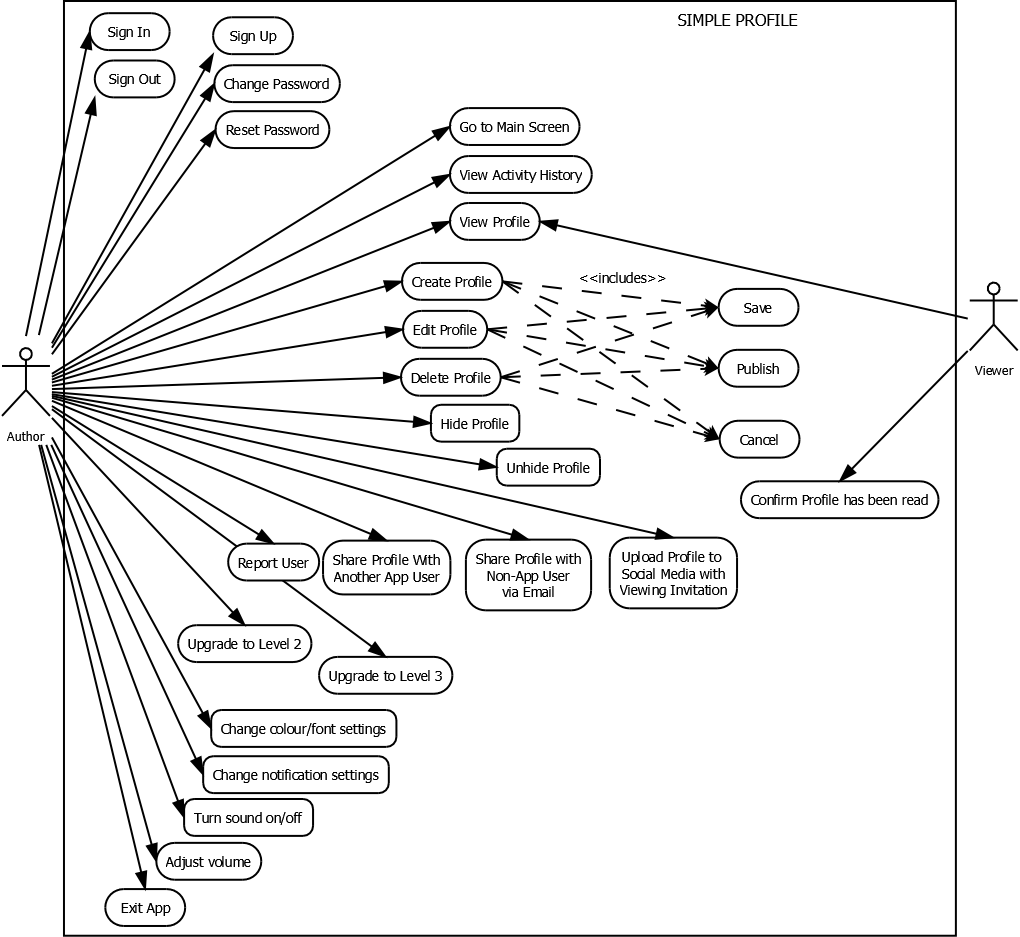 SIMPLE PROFILE
Sign In
Sign Up
Sign Out
Change Password
Reset Password
Go to Main Screen
View Activity History
View Profile
Create Profile
<<includes>>
Save
Edit Profile
Publish
Delete Profile
Hide Profile
Cancel
Unhide Profile
Confirm Profile has been read
Author
Viewer
Report User
Share Profile With
Another App User
Share Profile with
Non-App User
via Email
Upload Profile to
Social Media with
Viewing Invitation
Upgrade to Level 2
Upgrade to Level 3
Change colour/font settings
Change notification settings
Turn sound on/off
Adjust volume
Exit App